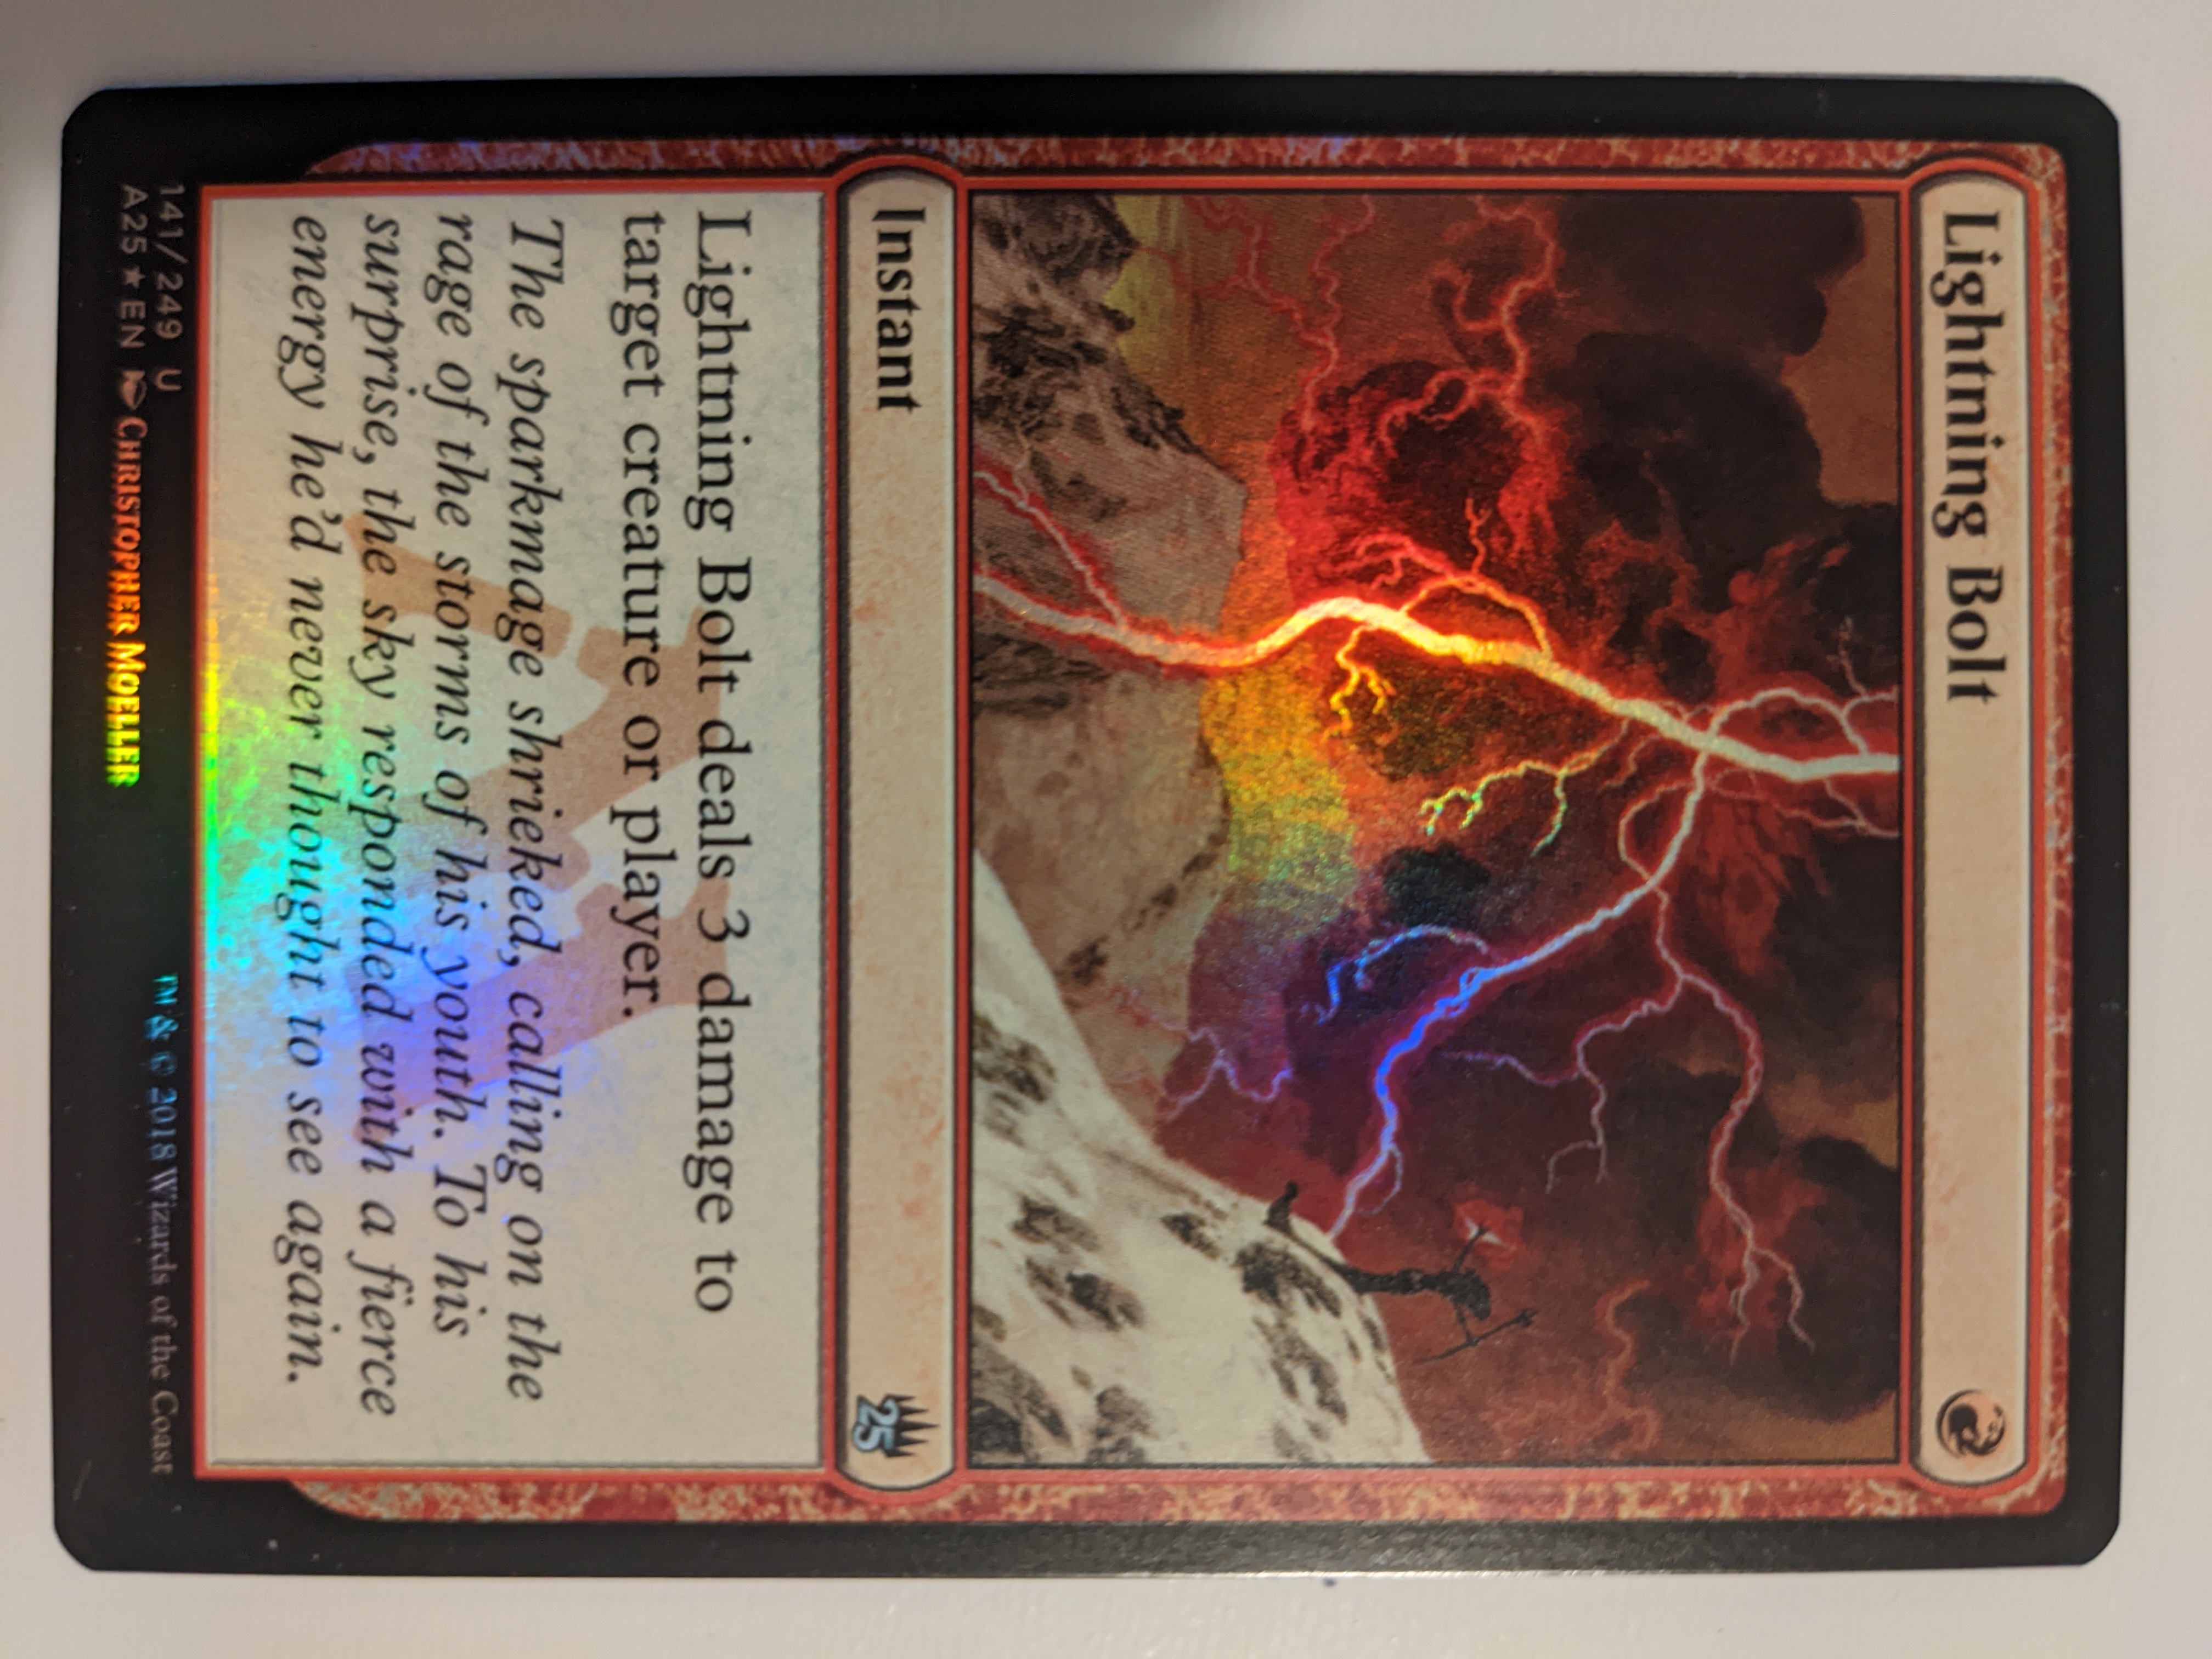 Lightning Bolt
Instant
25
Lightning Bolt deals 3 damage to
target creature or player.
The sparkmage shrieked, calling on the
rage of the storms of his youth. To his
surprise, the sky responded with a fierce
energy he'd never thought to see again.
141/249 U
A25★EN CHRISTOPHER MOELLER
™ & © 2018 Wizards of the Coast